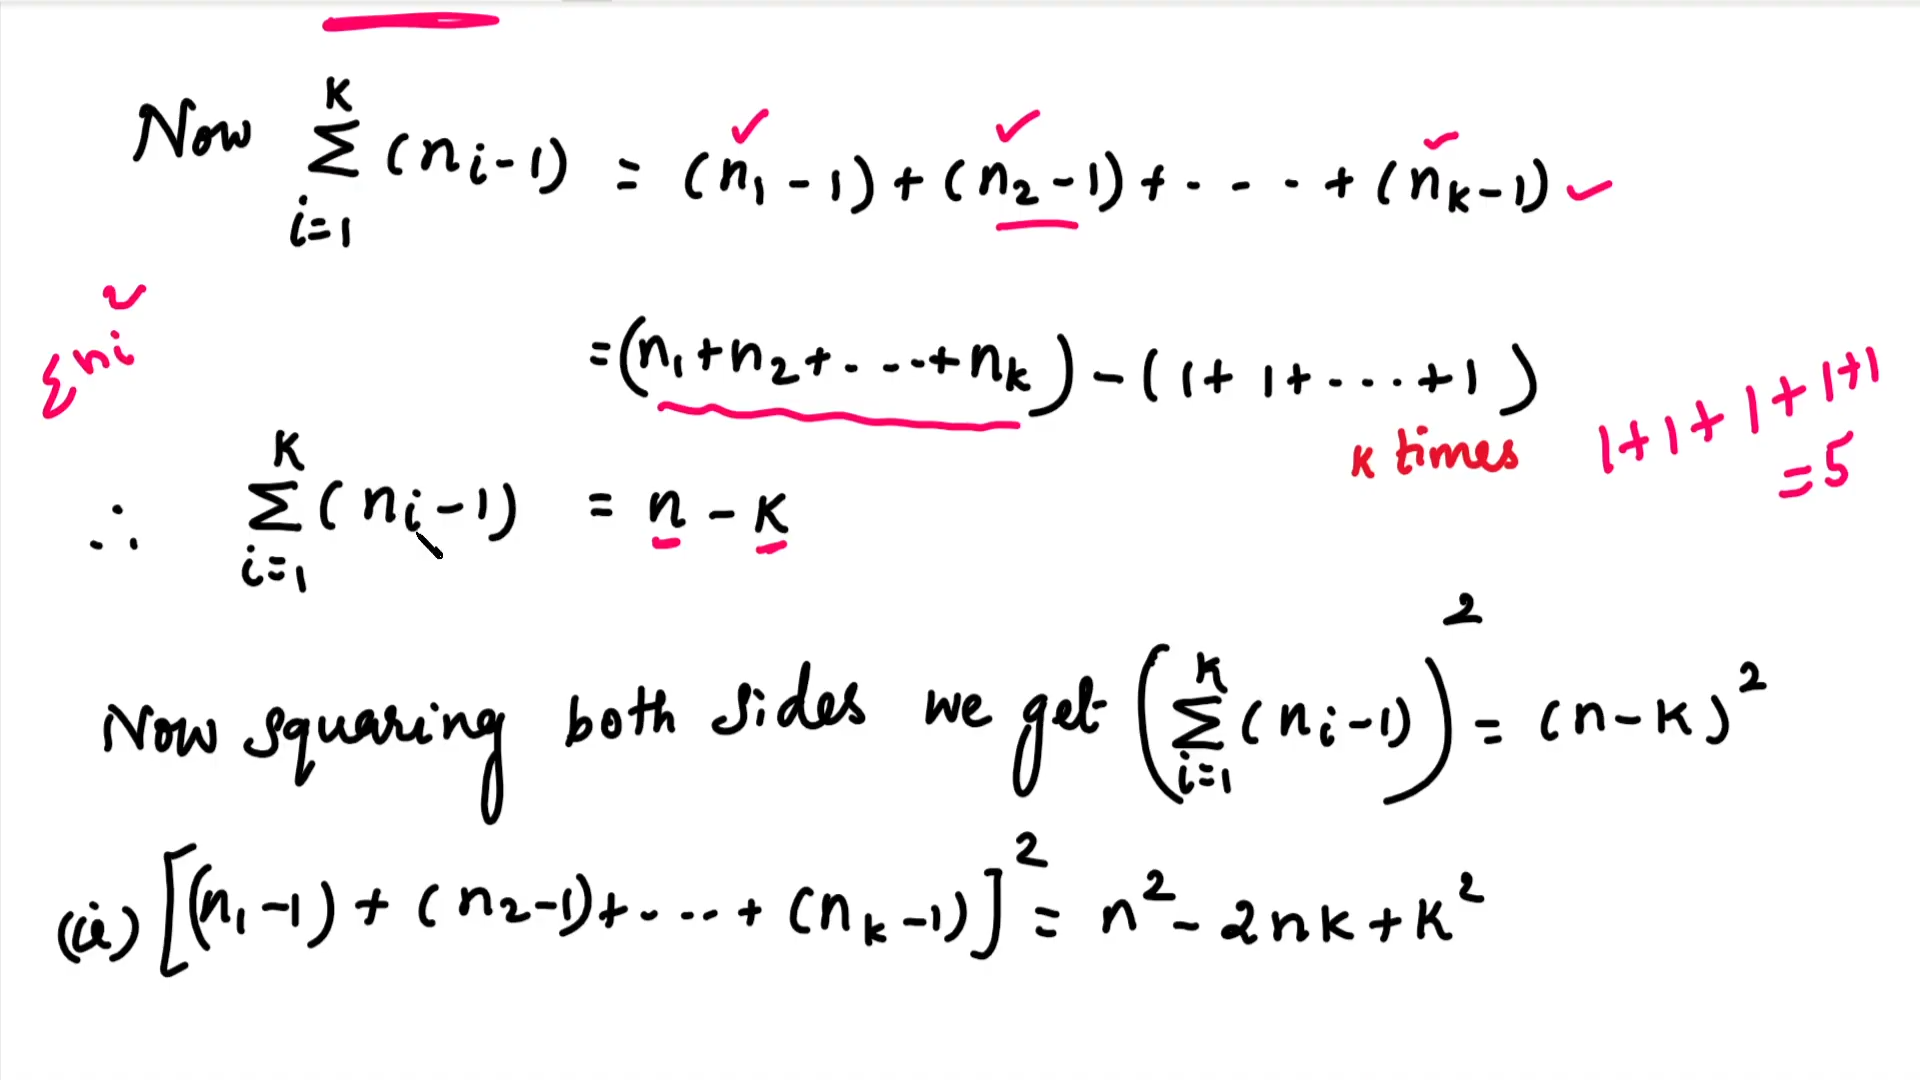 Now Σ_{i=1}^{K} (n_i - 1) = (n_1 - 1) + (n_2 - 1) + - - - + (n_k - 1)
Σ n_i^2
= (n_1 + n_2 + - - - + n_k) - (1 + 1 + - - - + 1)
K times
1+1+1+1+1
=5
∴ Σ_{i=1}^{K} (n_i - 1) = n - K
Now squaring both sides we get (Σ_{i=1}^{K} (n_i - 1))^2 = (n - K)^2
(ie) [(n_1 - 1) + (n_2 - 1) + - - - + (n_k - 1)]^2 = n^2 - 2nK + K^2